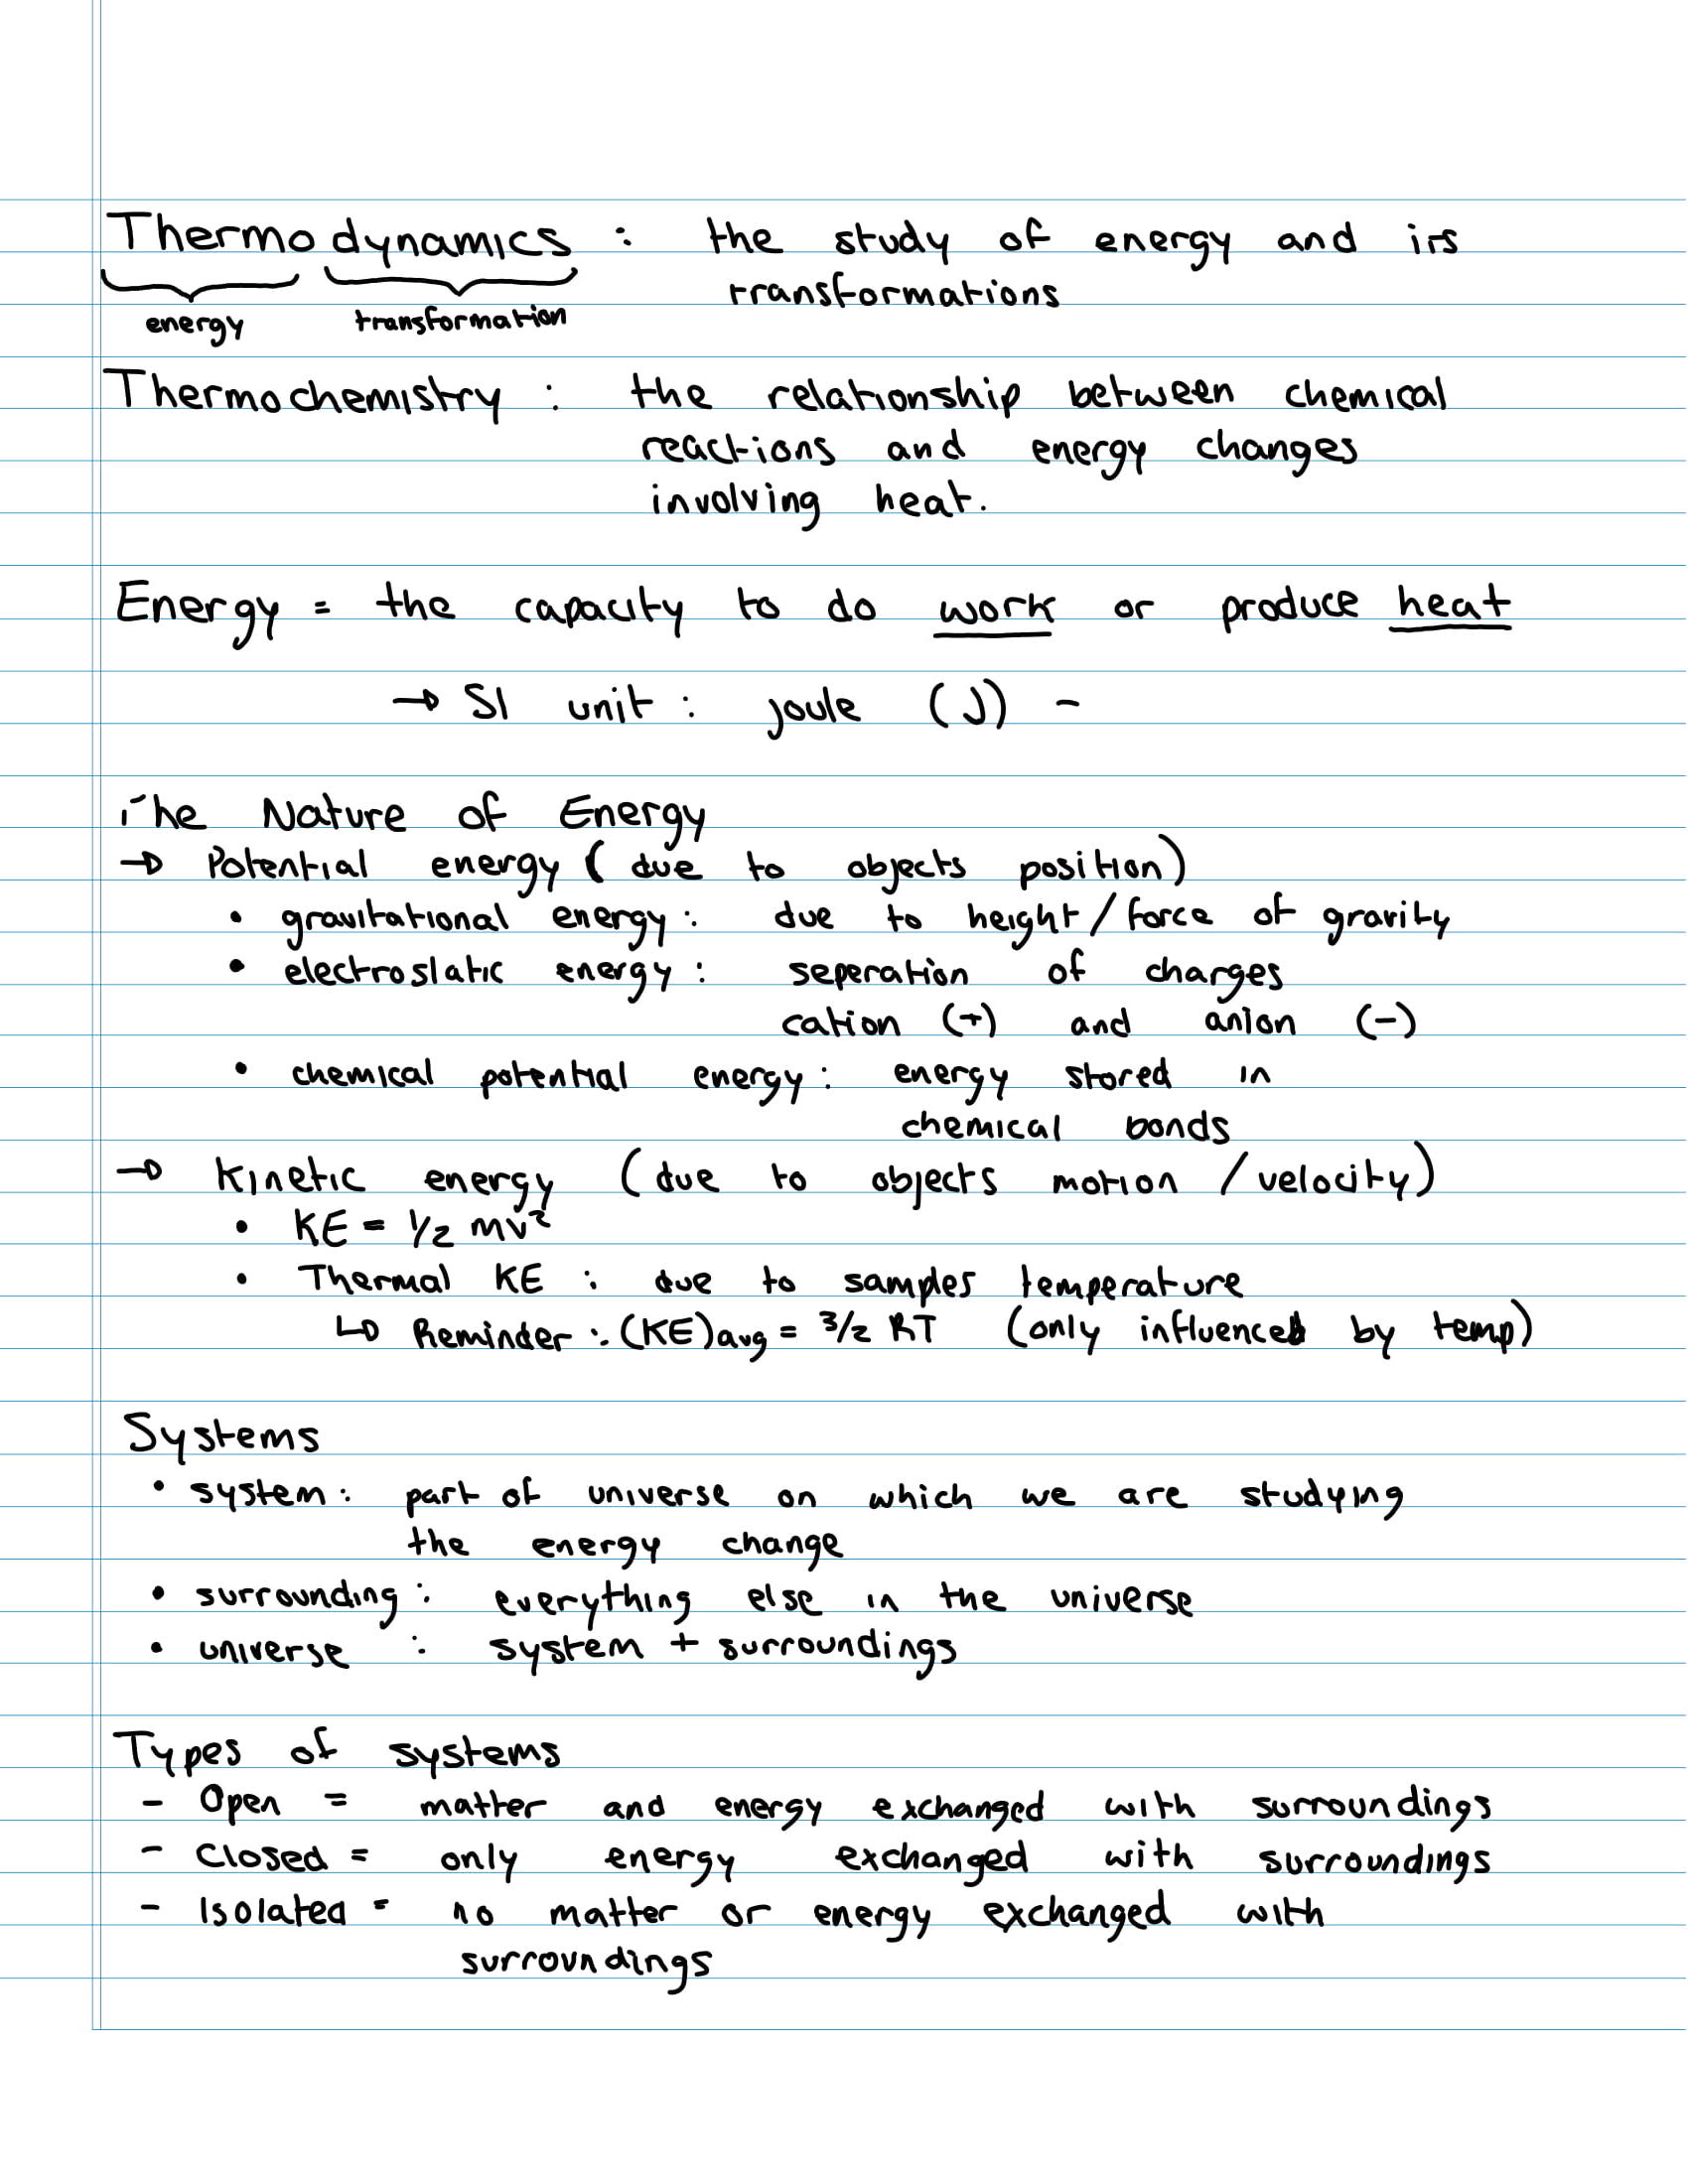 Thermodynamics : the study of energy and its
transformations
energy transformation
Thermochemistry : the relationship between chemical
reactions and energy changes
involving heat.
Energy = the capacity to do work or produce heat
→ SI unit : joule (J) -
The Nature of Energy
→ Potential energy ( due to objects position)
• gravitational energy : due to height / force of gravity
• electrostatic energy : seperation of charges
cation (+) and anion (-)
• chemical potential energy : energy stored in
chemical bonds
→ Kinetic energy (due to objects motion / velocity)
• KE = 1/2 mv²
• Thermal KE : due to samples temperature
↳ Reminder : (KE)avg = 3/2 RT (only influenced by temp)
Systems
• system : part of universe on which we are studying
the energy change
• surrounding : everything else in the universe
• universe : system + surroundings
Types of systems
- Open = matter and energy exchanged with surroundings
- Closed = only energy exchanged with surroundings
- Isolated = no matter or energy exchanged with
surroundings